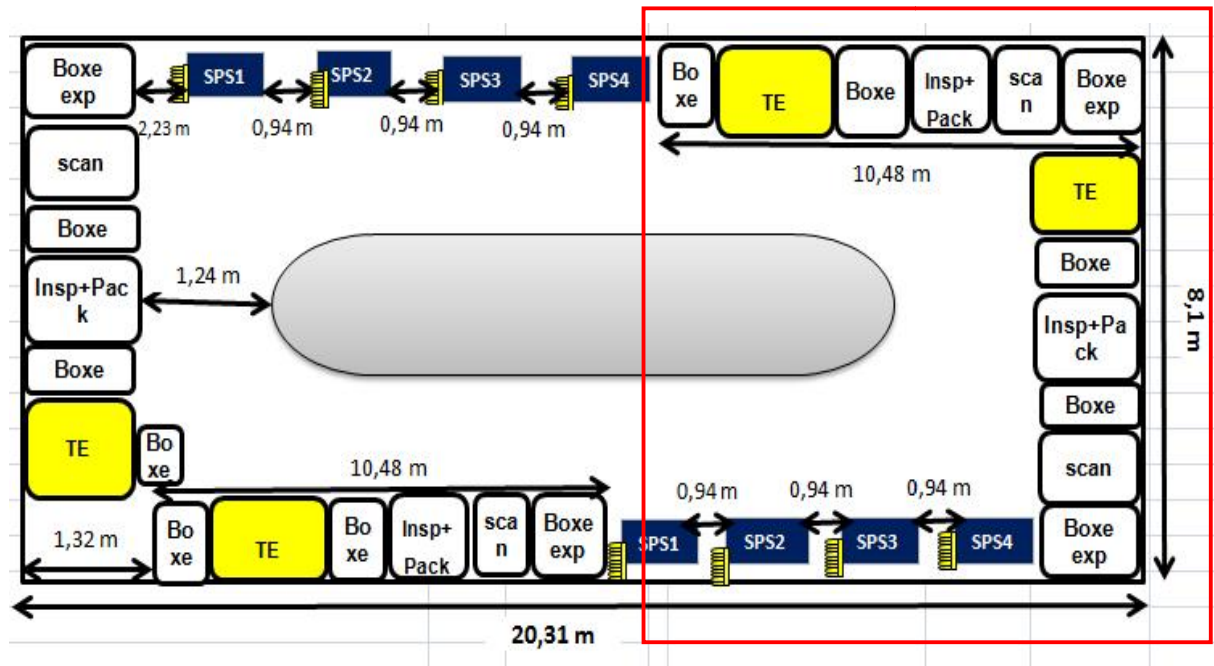 Boxe
exp
SPS1
SPS2
SPS3
SPS4
Bo
xe
TE
Boxe
Insp+
Pack
sca
n
Boxe
exp
2,23 m
0,94 m
0,94 m
0,94 m
10,48 m
scan
TE
Boxe
Boxe
1,24 m
Insp+Pac
k
8,1 m
Insp+Pa
ck
Boxe
Boxe
TE
Bo
xe
scan
10,48 m
0,94 m
0,94 m
0,94 m
1,32 m
Bo
xe
TE
Bo
xe
Insp+
Pack
sca
n
Boxe
exp
SPS1
SPS2
SPS3
SPS4
Boxe
exp
20,31 m